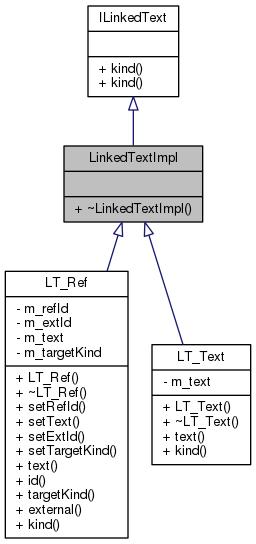 ILinkedText
+ kind()
+ kind()
LinkedTextImpl
+ ~LinkedTextImpl()
LT_Ref
- m_refId
- m_extId
- m_text
- m_targetKind
+ LT_Ref()
+ ~LT_Ref()
+ setRefId()
+ setText()
+ setExtId()
+ setTargetKind()
+ text()
+ id()
+ targetKind()
+ external()
+ kind()
LT_Text
- m_text
+ LT_Text()
+ ~LT_Text()
+ text()
+ kind()